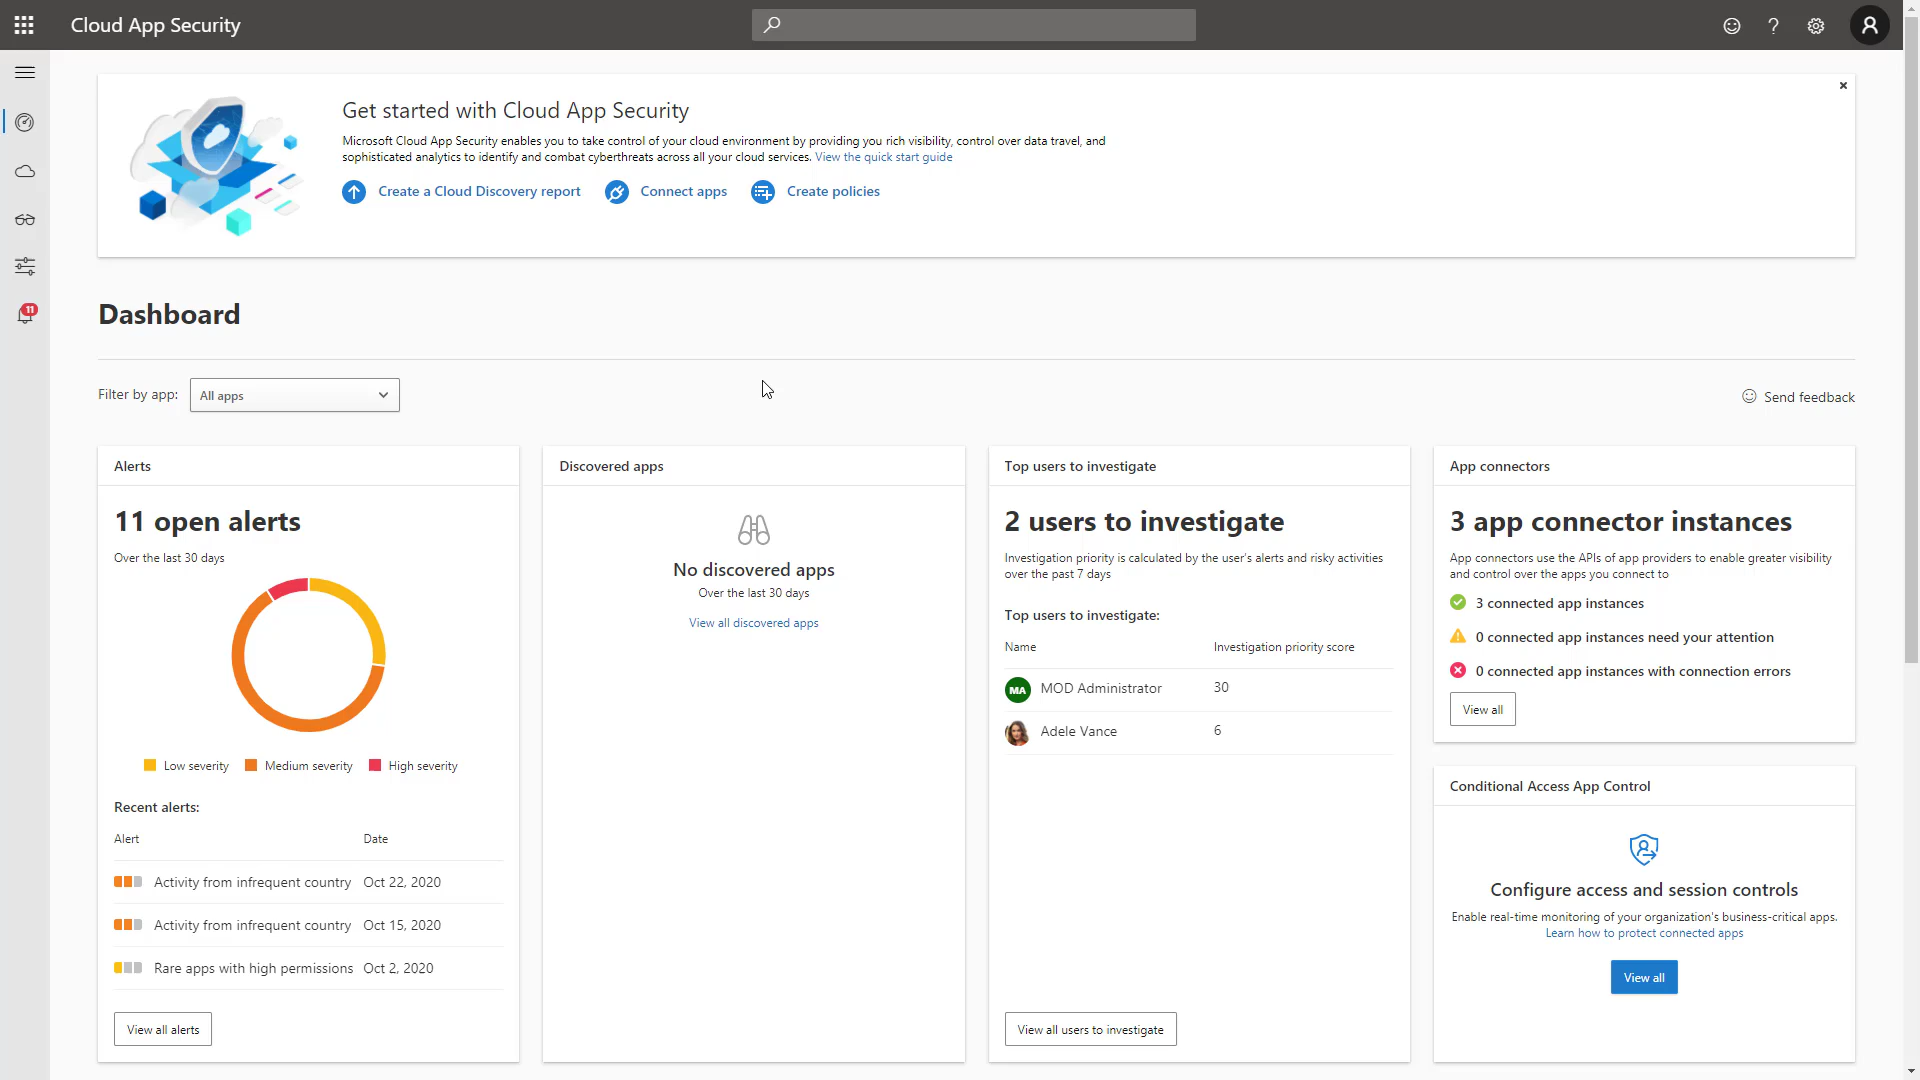 Cloud App Security
Get started with Cloud App Security
Microsoft Cloud App Security enables you to take control of your cloud environment by providing you rich visibility, control over data travel, and
sophisticated analytics to identify and combat cyberthreats across all your cloud services. View the quick start guide
Create a Cloud Discovery report
Connect apps
Create policies
11
Dashboard
Filter by app:
All apps
Send feedback
Alerts
11 open alerts
Over the last 30 days
Low severity
Medium severity
High severity
Recent alerts:
Alert Date
Activity from infrequent country Oct 22, 2020
Activity from infrequent country Oct 15, 2020
Rare apps with high permissions Oct 2, 2020
View all alerts
Discovered apps
No discovered apps
Over the last 30 days
View all discovered apps
Top users to investigate
2 users to investigate
Investigation priority is calculated by the user's alerts and risky activities
over the past 7 days
Top users to investigate:
Name Investigation priority score
MA MOD Administrator 30
Adele Vance 6
View all users to investigate
App connectors
3 app connector instances
App connectors use the APIs of app providers to enable greater visibility
and control over the apps you connect to
3 connected app instances
0 connected app instances need your attention
0 connected app instances with connection errors
View all
Conditional Access App Control
Configure access and session controls
Enable real-time monitoring of your organization's business-critical apps.
Learn how to protect connected apps
View all